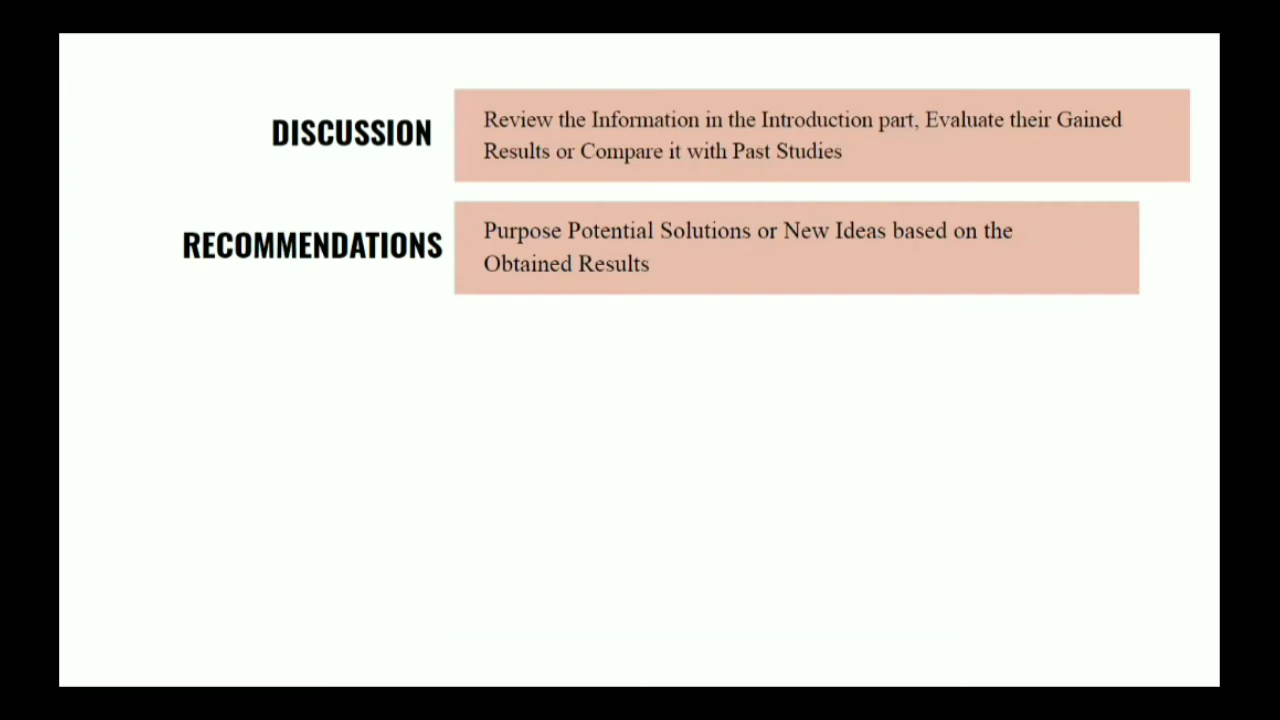 DISCUSSION
Review the Information in the Introduction part, Evaluate their Gained
Results or Compare it with Past Studies
RECOMMENDATIONS
Purpose Potential Solutions or New Ideas based on the
Obtained Results